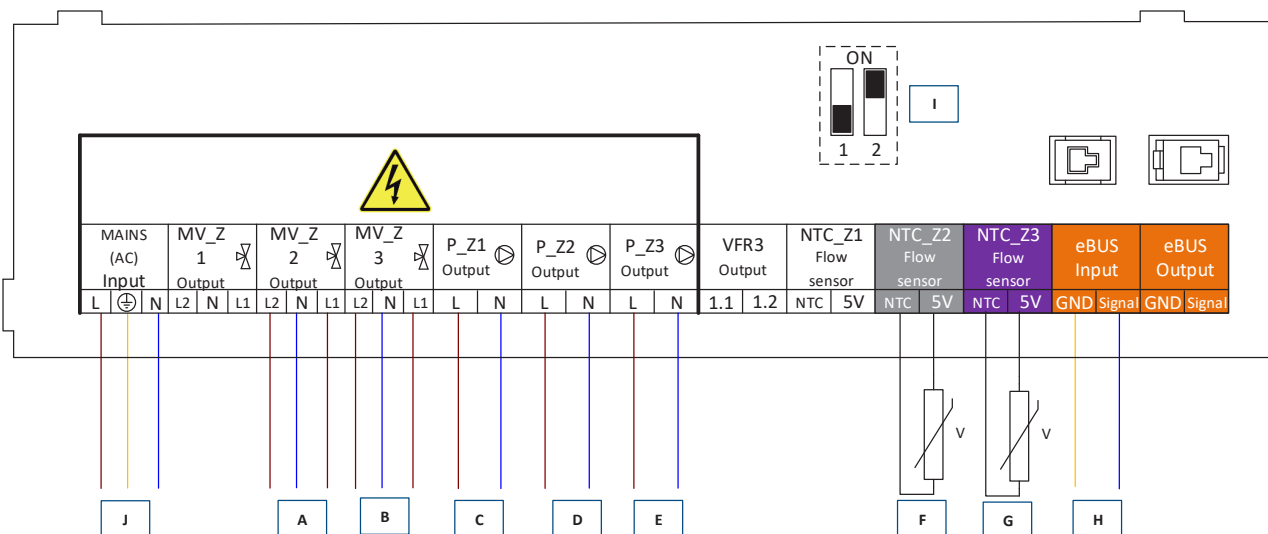 ON
1 2
I
MAINS
(AC)
Input
L N
MV_Z
1
Output
L2 N L1
MV_Z
2
Output
L2 N L1
MV_Z
3
Output
L2 N L1
P_Z1
Output
L N
P_Z2
Output
L N
P_Z3
Output
L N
VFR3
Output
1.1 1.2
NTC_Z1
Flow
sensor
NTC 5V
NTC_Z2
Flow
sensor
NTC 5V
NTC_Z3
Flow
sensor
NTC 5V
eBUS
Input
GND Signal
eBUS
Output
GND Signal
V
V
J
A
B
C
D
E
F
G
H